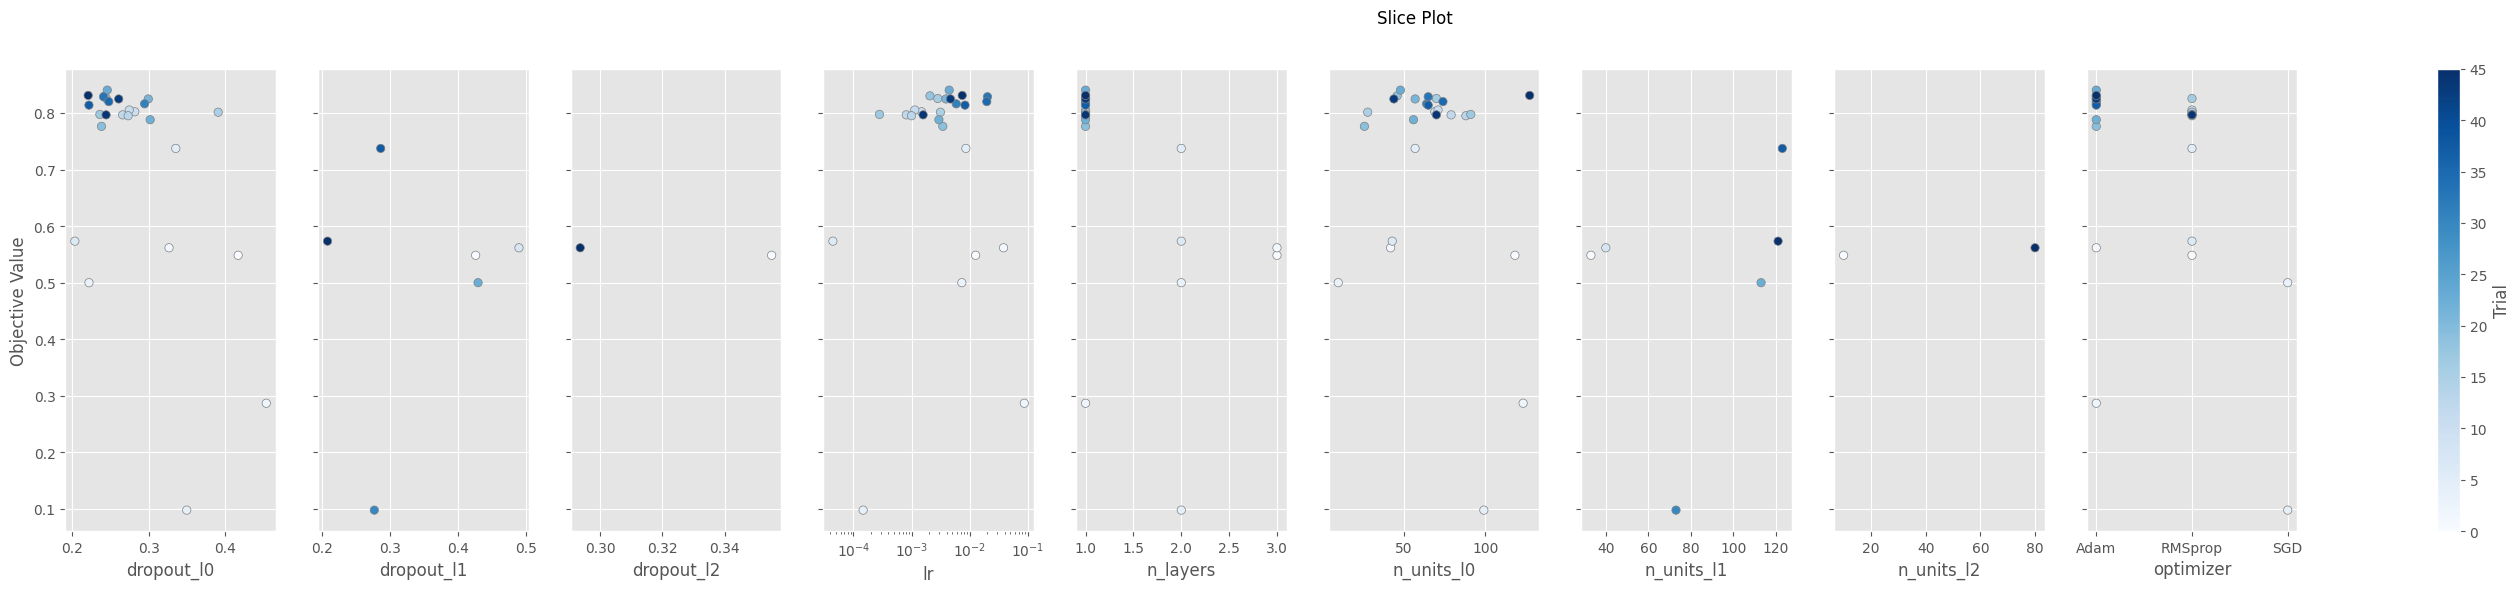 Slice Plot
Objective Value
0.8
0.7
0.6
0.5
0.4
0.3
0.2
0.1
0.2 0.3 0.4
dropout_l0
0.2 0.3 0.4 0.5
dropout_l1
0.30 0.32 0.34
dropout_l2
10⁻⁴ 10⁻³ 10⁻² 10⁻¹
lr
1.0 1.5 2.0 2.5 3.0
n_layers
50 100
n_units_l0
40 60 80 100 120
n_units_l1
20 40 60 80
n_units_l2
Adam RMSprop SGD
optimizer
45
40
35
30
25
20
15
10
5
0
Trial